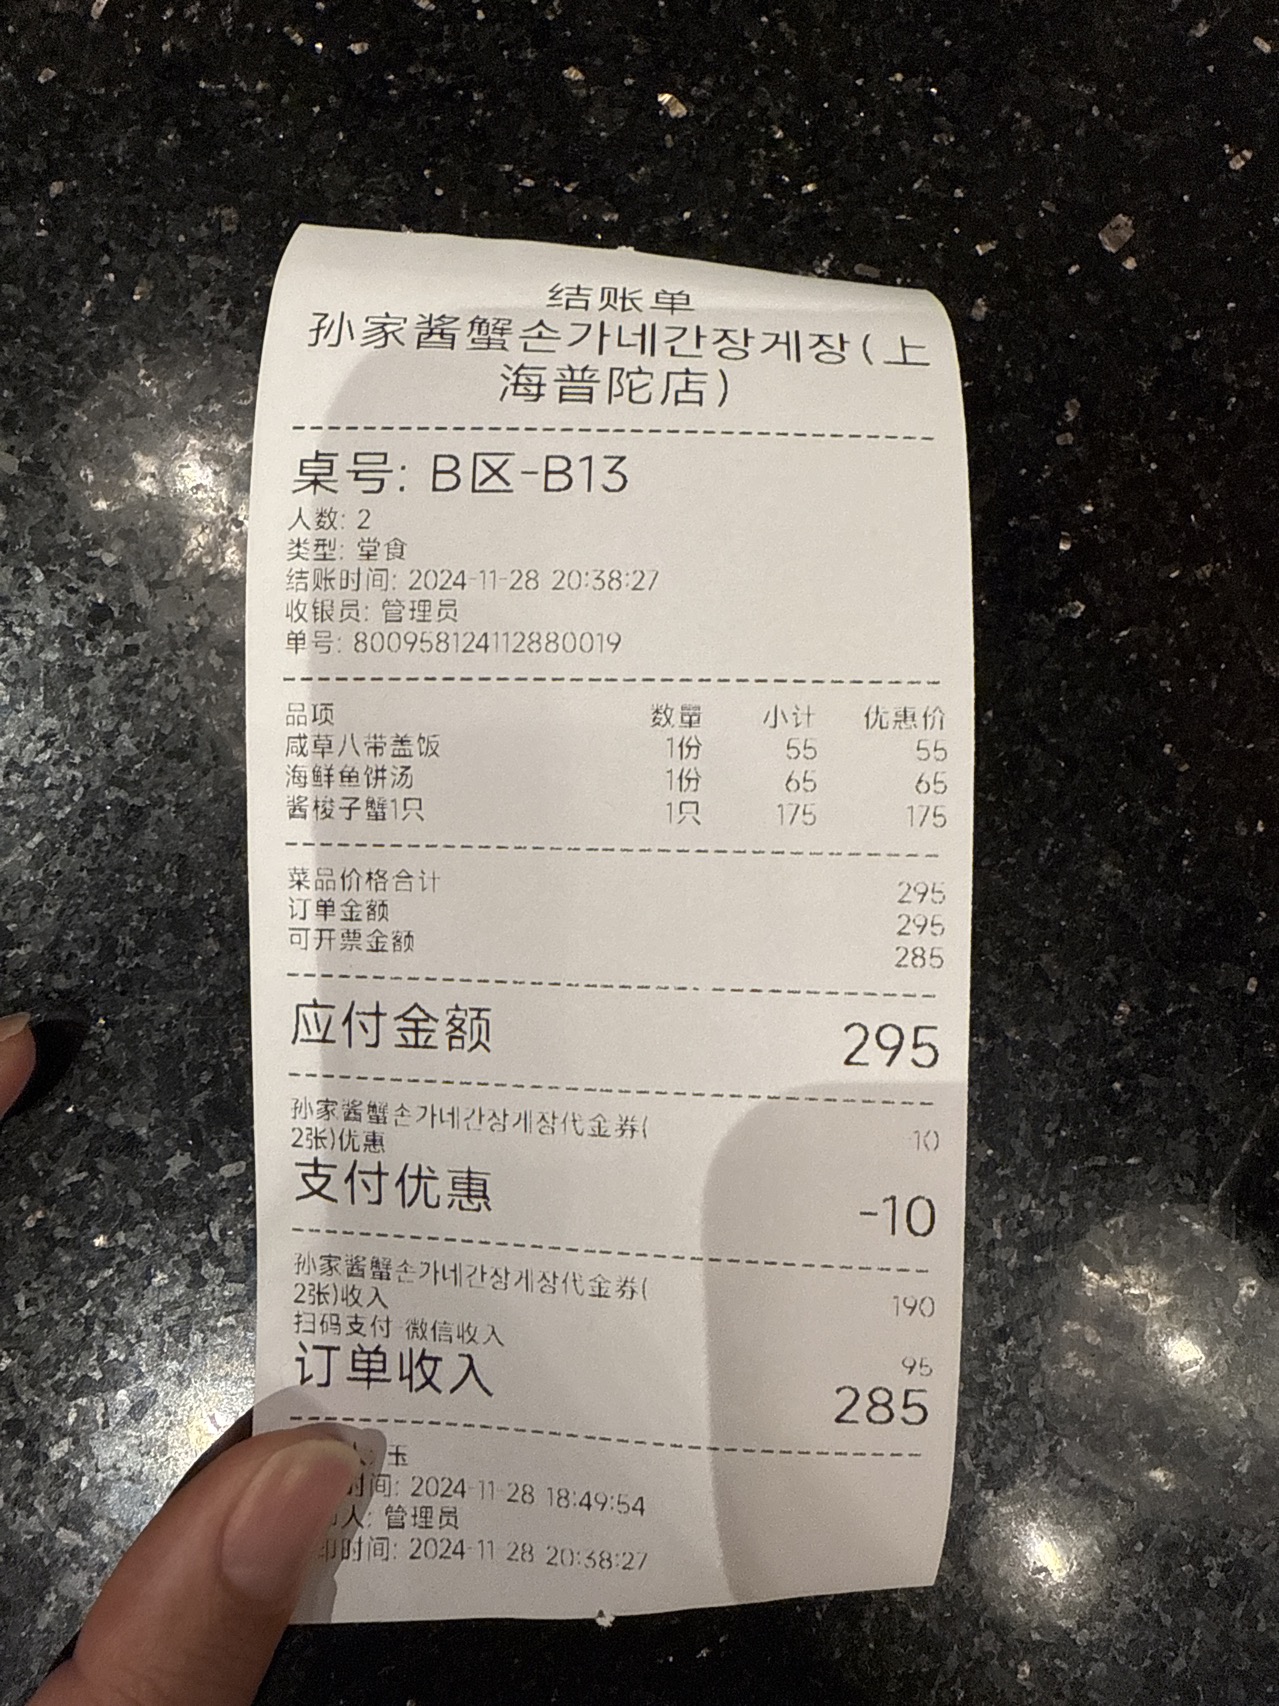 结账单
孙家酱蟹손가네간장게장(上
海普陀店)
桌号: B区-B13
人数: 2
类型: 堂食
结账时间: 2024-11-28 20:38:27
收银员: 管理员
单号: 800958124112880019
品项 数量 小计 优惠价
咸草八带盖饭 1份 55 55
海鲜鱼饼汤 1份 65 65
酱梭子蟹1只 1只 175 175
菜品价格合计 295
订单金额 295
可开票金额 285
应付金额 295
孙家酱蟹손가네간장게장代金券(
2张)优惠 10
支付优惠 -10
孙家酱蟹손가네간장게장代金券(
2张)收入 190
扫码支付-微信收入 95
订单收入 285
玉
时间: 2024-11-28 18:49:54
人: 管理员
印时间: 2024-11-28 20:38:27